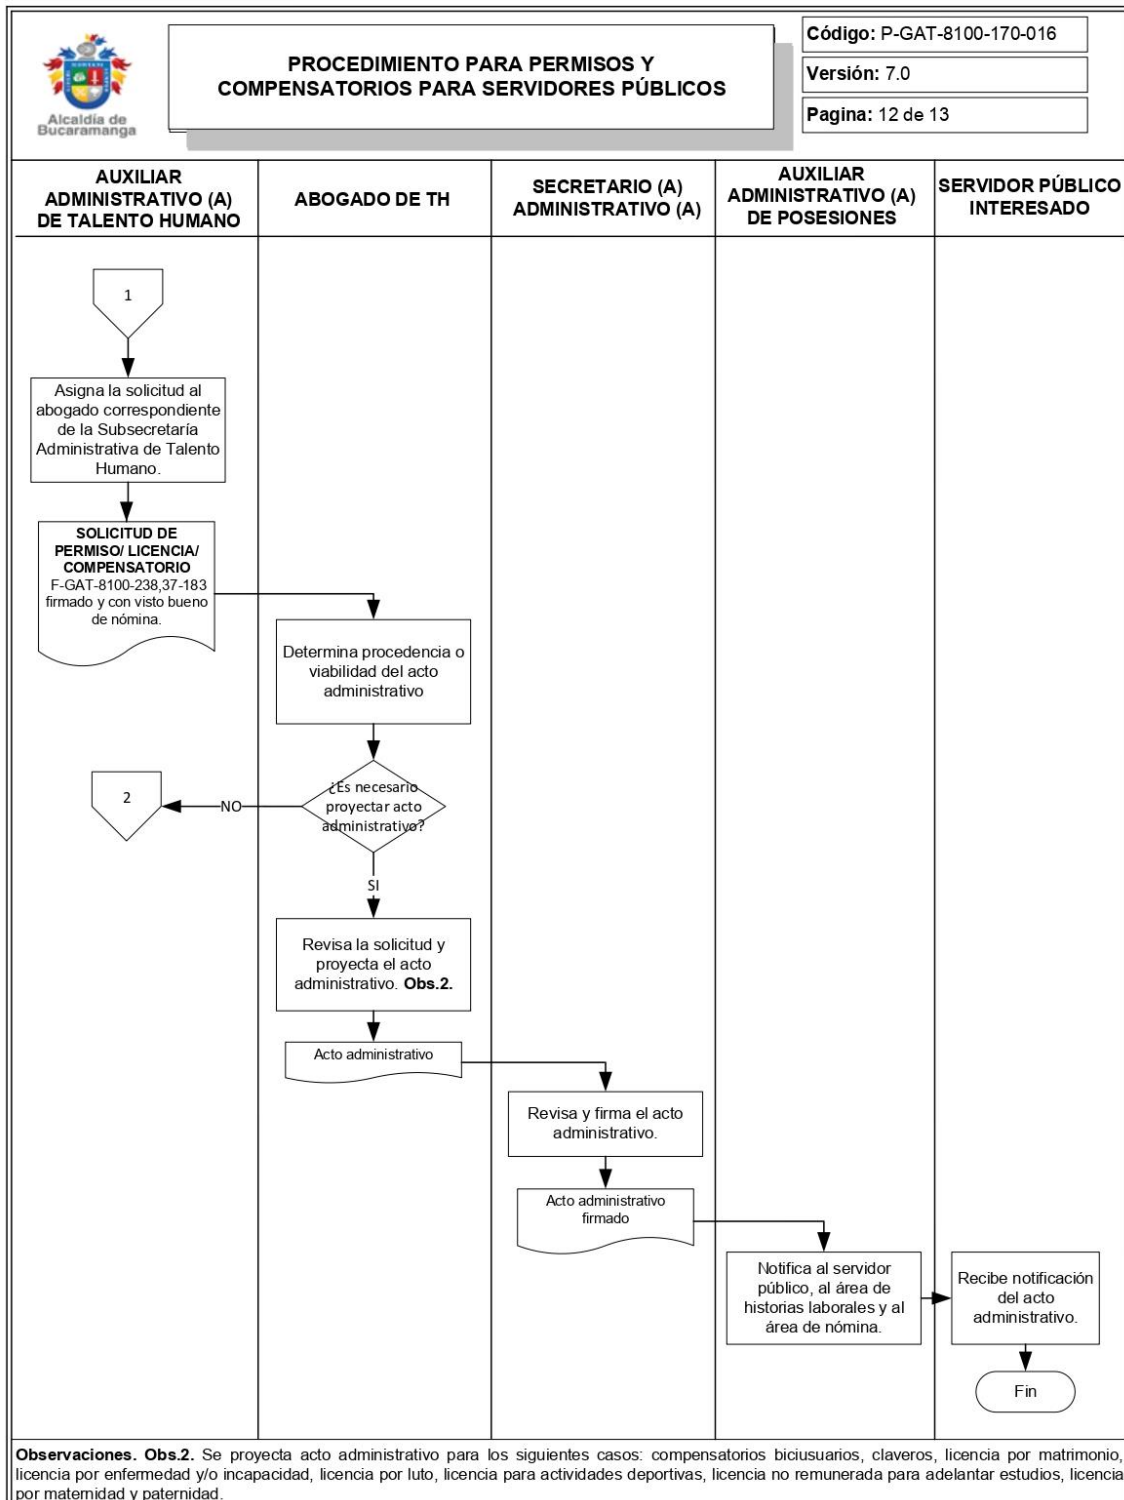 Alcaldía de
Bucaramanga
PROCEDIMIENTO PARA PERMISOS Y
COMPENSATORIOS PARA SERVIDORES PÚBLICOS
Código: P-GAT-8100-170-016
Versión: 7.0
Pagina: 12 de 13
AUXILIAR
ADMINISTRATIVO (A)
DE TALENTO HUMANO
ABOGADO DE TH
SECRETARIO (A)
ADMINISTRATIVO (A)
AUXILIAR
ADMINISTRATIVO (A)
DE POSESIONES
SERVIDOR PÚBLICO
INTERESADO
1
Asigna la solicitud al
abogado correspondiente
de la Subsecretaría
Administrativa de Talento
Humano.
SOLICITUD DE
PERMISO/ LICENCIA/
COMPENSATORIO
F-GAT-8100-238,37-183
firmado y con visto bueno
de nómina.
Determina procedencia o
viabilidad del acto
administrativo
¿Es necesario
proyectar acto
administrativo?
NO
2
SI
Revisa la solicitud y
proyecta el acto
administrativo. Obs.2.
Acto administrativo
Revisa y firma el acto
administrativo.
Acto administrativo
firmado
Notifica al servidor
público, al área de
historias laborales y al
área de nómina.
Recibe notificación
del acto
administrativo.
Fin
Observaciones. Obs.2. Se proyecta acto administrativo para los siguientes casos: compensatorios biciusuarios, claveros, licencia por matrimonio,
licencia por enfermedad y/o incapacidad, licencia por luto, licencia para actividades deportivas, licencia no remunerada para adelantar estudios, licencia
por maternidad y paternidad.